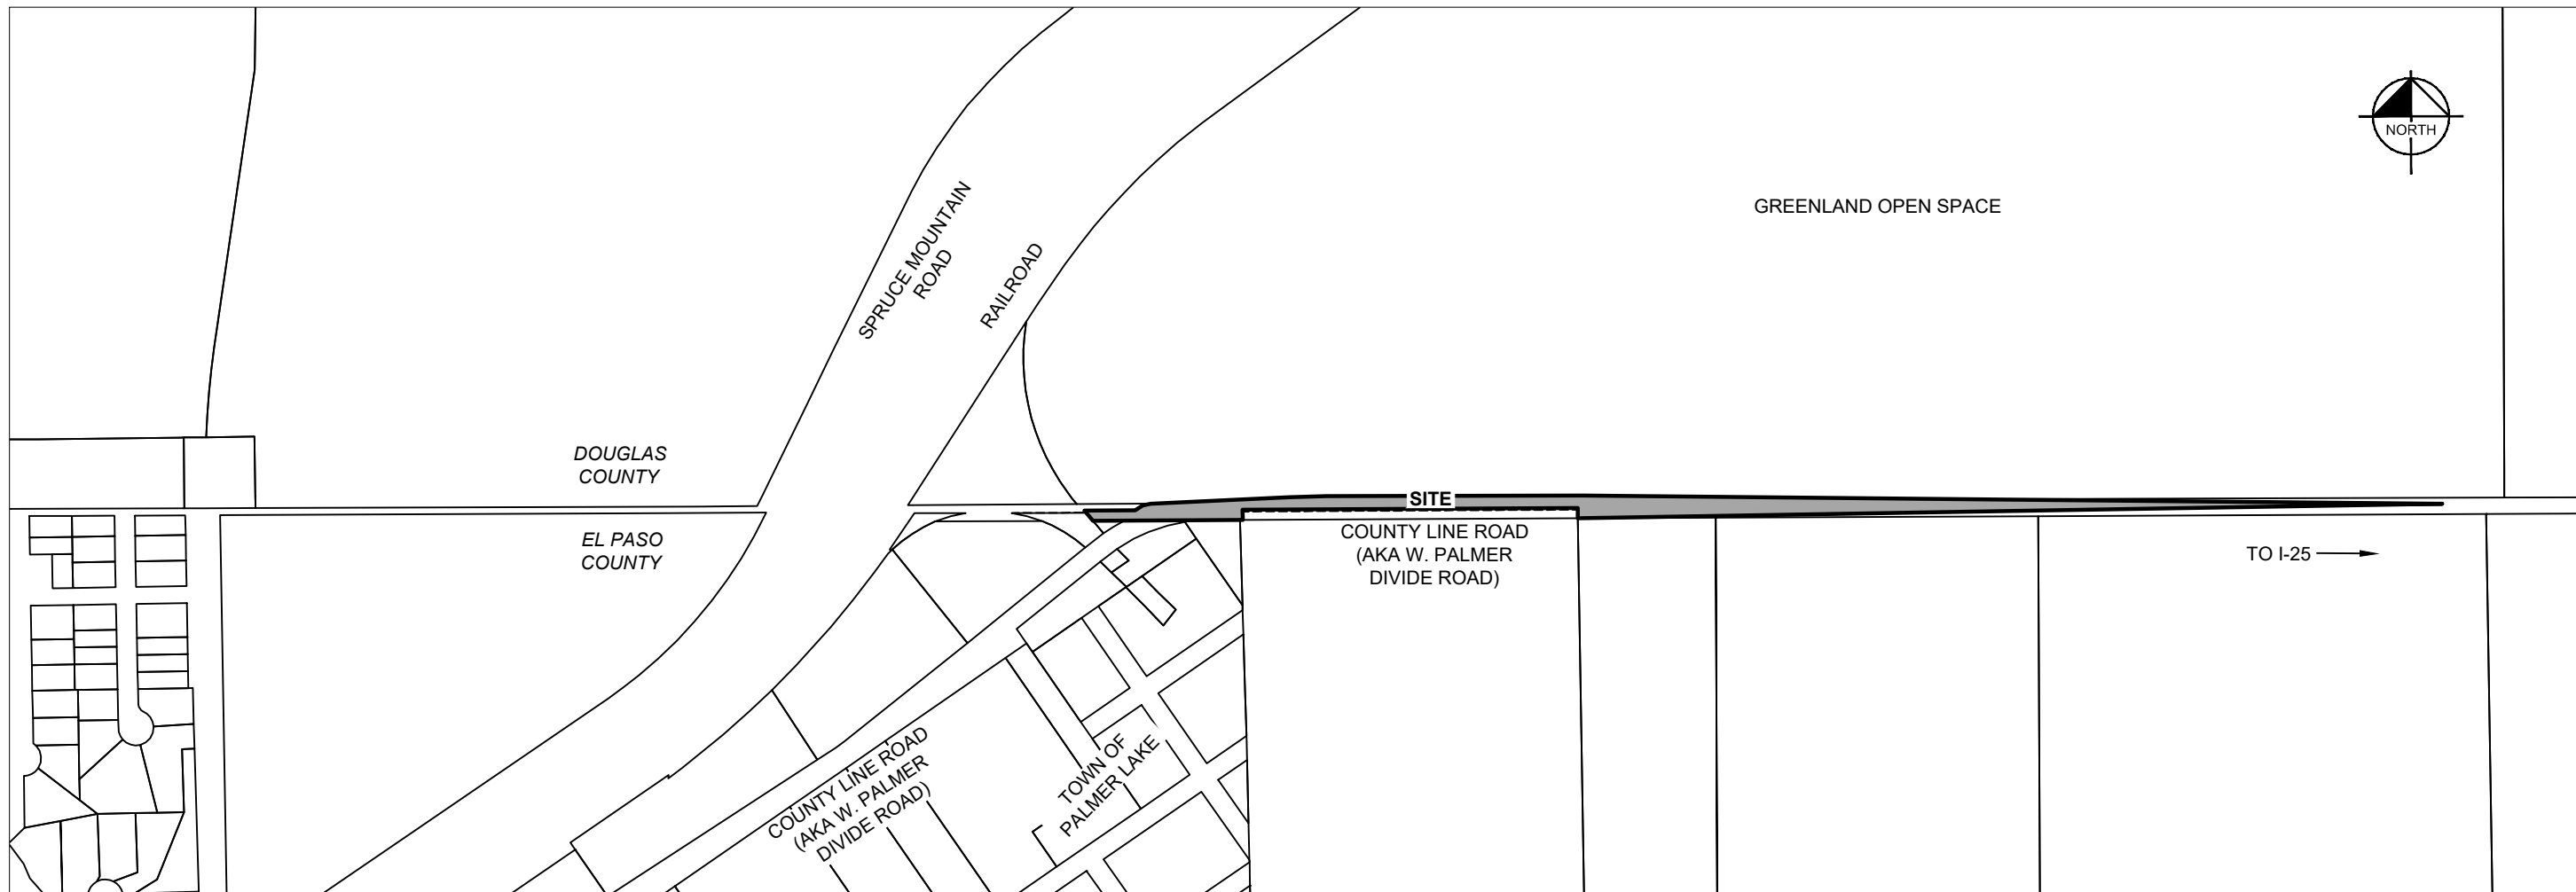 NORTH
GREENLAND OPEN SPACE
SPRUCE MOUNTAIN
ROAD
RAILROAD
DOUGLAS
COUNTY
SITE
EL PASO
COUNTY
COUNTY LINE ROAD
(AKA W. PALMER
DIVIDE ROAD)
TO I-25
COUNTY LINE ROAD
(AKA W. PALMER
DIVIDE ROAD)
TOWN OF
PALMER LAKE